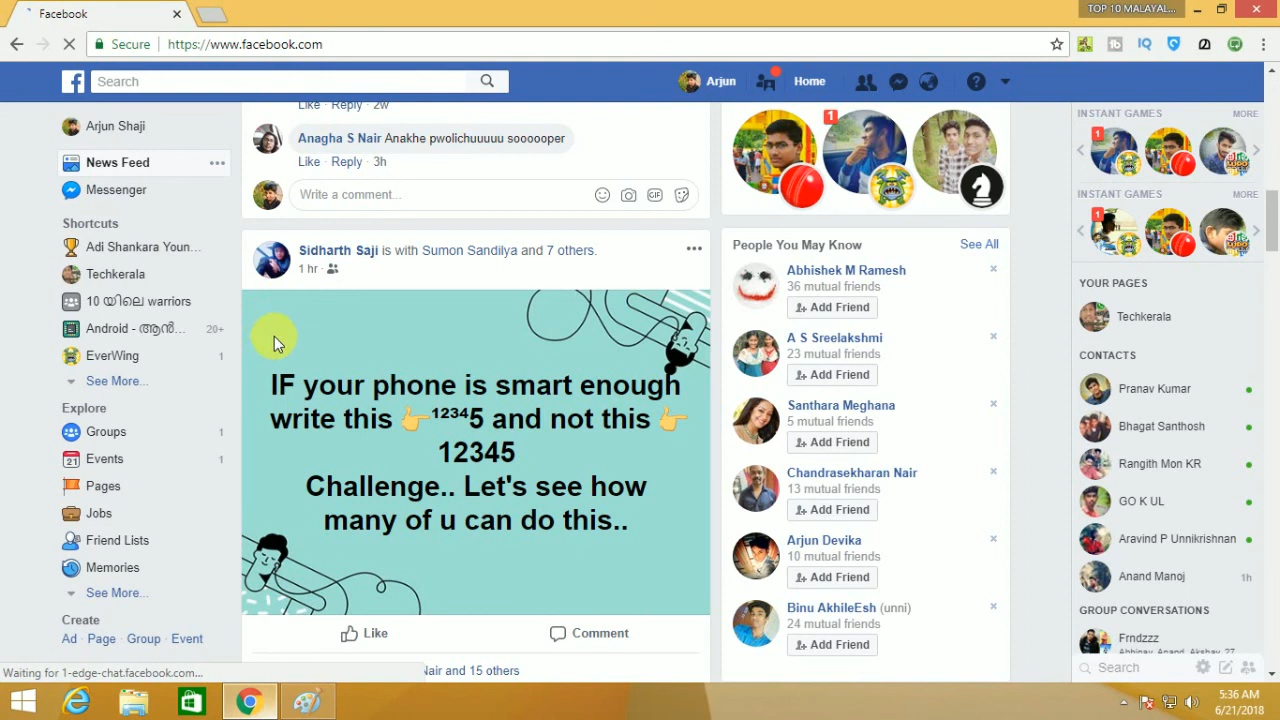 Facebook
TOP 10 MALAYAL...
Secure
https://www.facebook.com
Search
Arjun
Home
Arjun Shaji
News Feed
Messenger
Shortcuts
Adi Shankara Youn...
Techkerala
10 യിലെ warriors
Android - ആൻ... 20+
EverWing 1
See More...
Explore
Groups 1
Events 1
Pages
Jobs
Friend Lists
Memories
See More...
Create
Ad · Page · Group · Event
Waiting for 1-edge-chat.facebook.com...
Like · Reply · 2w
Anagha S Nair Anakhe pwolichuuuuu soooooper
Like · Reply · 3h
Write a comment...
GIF
Sidharth Saji is with Sumon Sandilya and 7 others.
1 hr ·
IF your phone is smart enough
write this 👉¹²³⁴5 and not this 👉
12345
Challenge.. Let's see how
many of u can do this..
Like
Comment
Nair and 15 others
1
People You May Know
See All
Abhishek M Ramesh
36 mutual friends
Add Friend
A S Sreelakshmi
23 mutual friends
Add Friend
Santhara Meghana
5 mutual friends
Add Friend
Chandrasekharan Nair
13 mutual friends
Add Friend
Arjun Devika
10 mutual friends
Add Friend
Binu AkhileEsh (unni)
24 mutual friends
Add Friend
INSTANT GAMES
MORE
1
INSTANT GAMES
MORE
1
YOUR PAGES
Techkerala
CONTACTS
Pranav Kumar
Bhagat Santhosh
Rangith Mon KR
GO K UL
Aravind P Unnikrishnan
Anand Manoj 1h
GROUP CONVERSATIONS
Frndzzz
Abhinav, Anand, Akshay, 27
Search
5:36 AM
6/21/2018